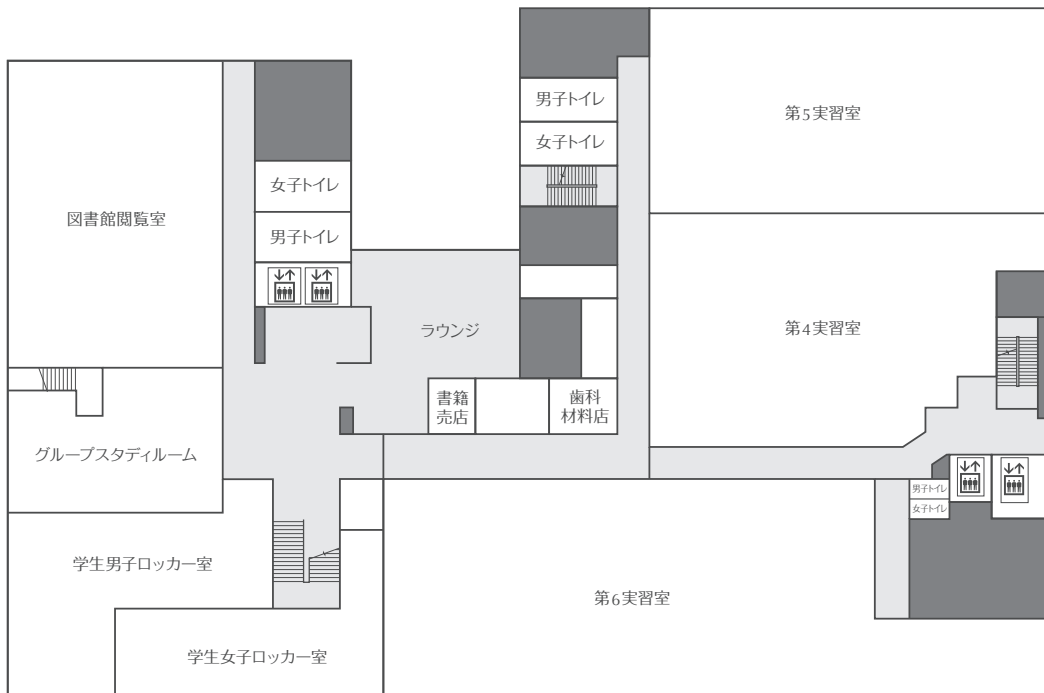 男子トイレ
第5実習室
女子トイレ
女子トイレ
図書館閲覧室
男子トイレ
ラウンジ
第4実習室
書籍
売店
歯科
材料店
グループスタディルーム
男子トイレ
女子トイレ
学生男子ロッカー室
第6実習室
学生女子ロッカー室